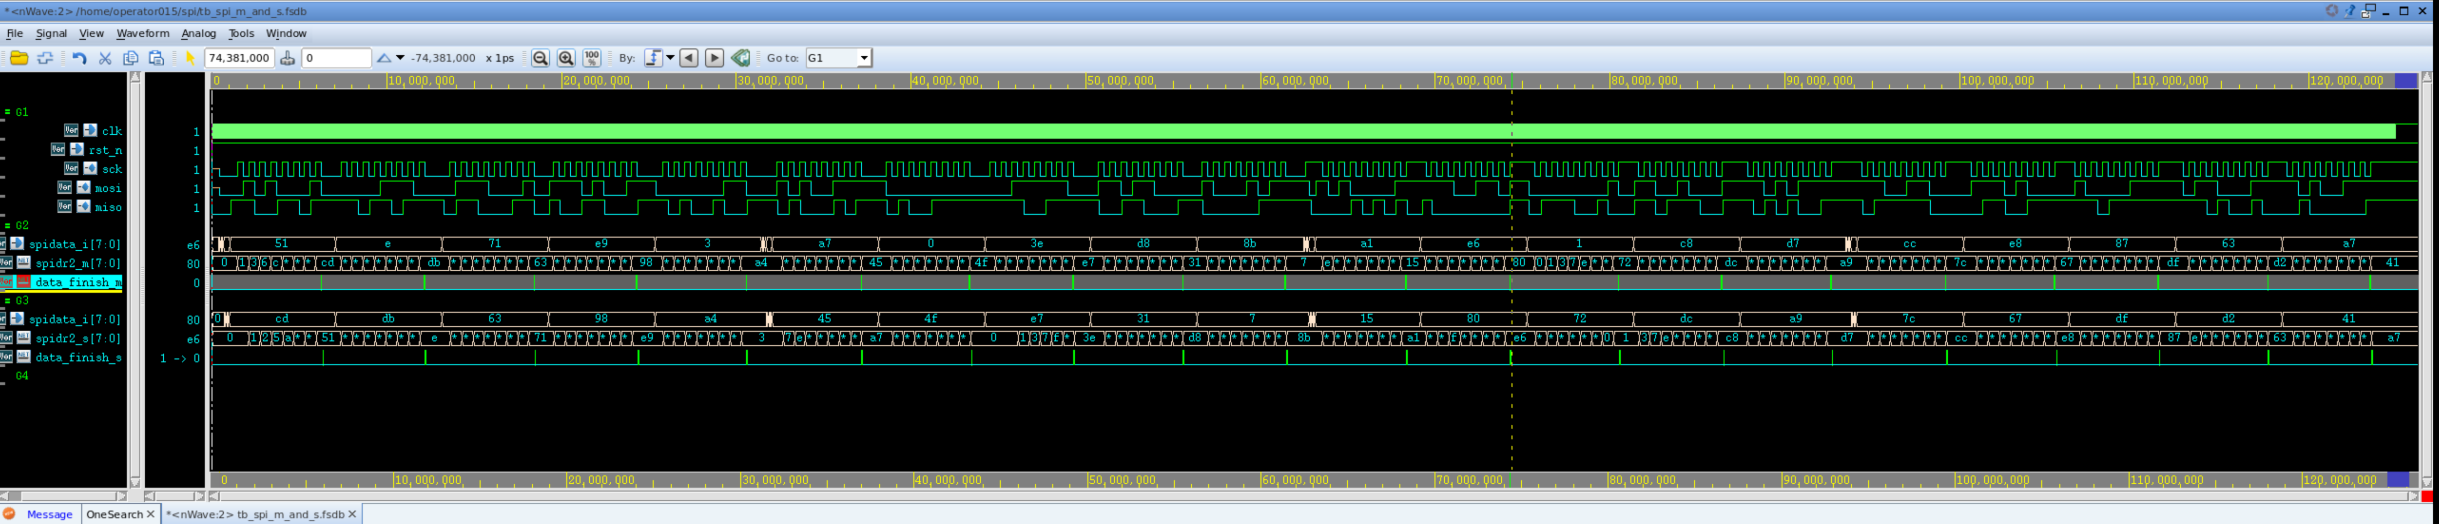 *<nWave:2> /home/operator015/spi/tb_spi_m_and_s.fsdb
File Signal View Waveform Analog Tools Window
74,381,000 0 -74,381,000 x 1ps 100% By: Go to: G1
0 10,000,000 20,000,000 30,000,000 40,000,000 50,000,000 60,000,000 70,000,000 80,000,000 90,000,000 100,000,000 110,000,000 120,000,000
G1
clk 1
rst_n 1
sck 1
mosi 1
miso 1
G2
spidata_i[7:0] e6 51 e 71 e9 3 a7 0 3e d8 8b a1 e6 1 c8 d7 cc e8 87 63 a7
spidr2_m[7:0] 80 0 1 3 6 c**** cd ******* db ******* 63 ******* 98 ******* a4 ******* 45 ******* 4f ******* e7 ******* 31 ******* 7 e***** 15 ******* 80 0 1 3 7 e** 72 ******* dc ******* a9 ******* 7c ******* 67 ******* df ******* d2 ******* 41
data_finish_m 0
G3
spidata_i[7:0] 80 0 cd db 63 98 a4 45 4f e7 31 7 15 80 72 dc a9 7c 67 df d2 41
spidr2_s[7:0] e6 0 1 2 5 a*** 51 ******* e ******* 71 ******* e9 ******* 3 7 e***** a7 ******* 0 1 3 7 f** 3e ******* d8 ******* 8b ******* a1 ***f*** e6 ******0 1 3 7 e*** c8 ******* d7 ******* cc ******* e8 ******* 87 e****** 63 ******* a7
data_finish_s 1 -> 0
G4
0 10,000,000 20,000,000 30,000,000 40,000,000 50,000,000 60,000,000 70,000,000 80,000,000 90,000,000 100,000,000 110,000,000 120,000,000
Message OneSearch *<nWave:2> tb_spi_m_and_s.fsdb